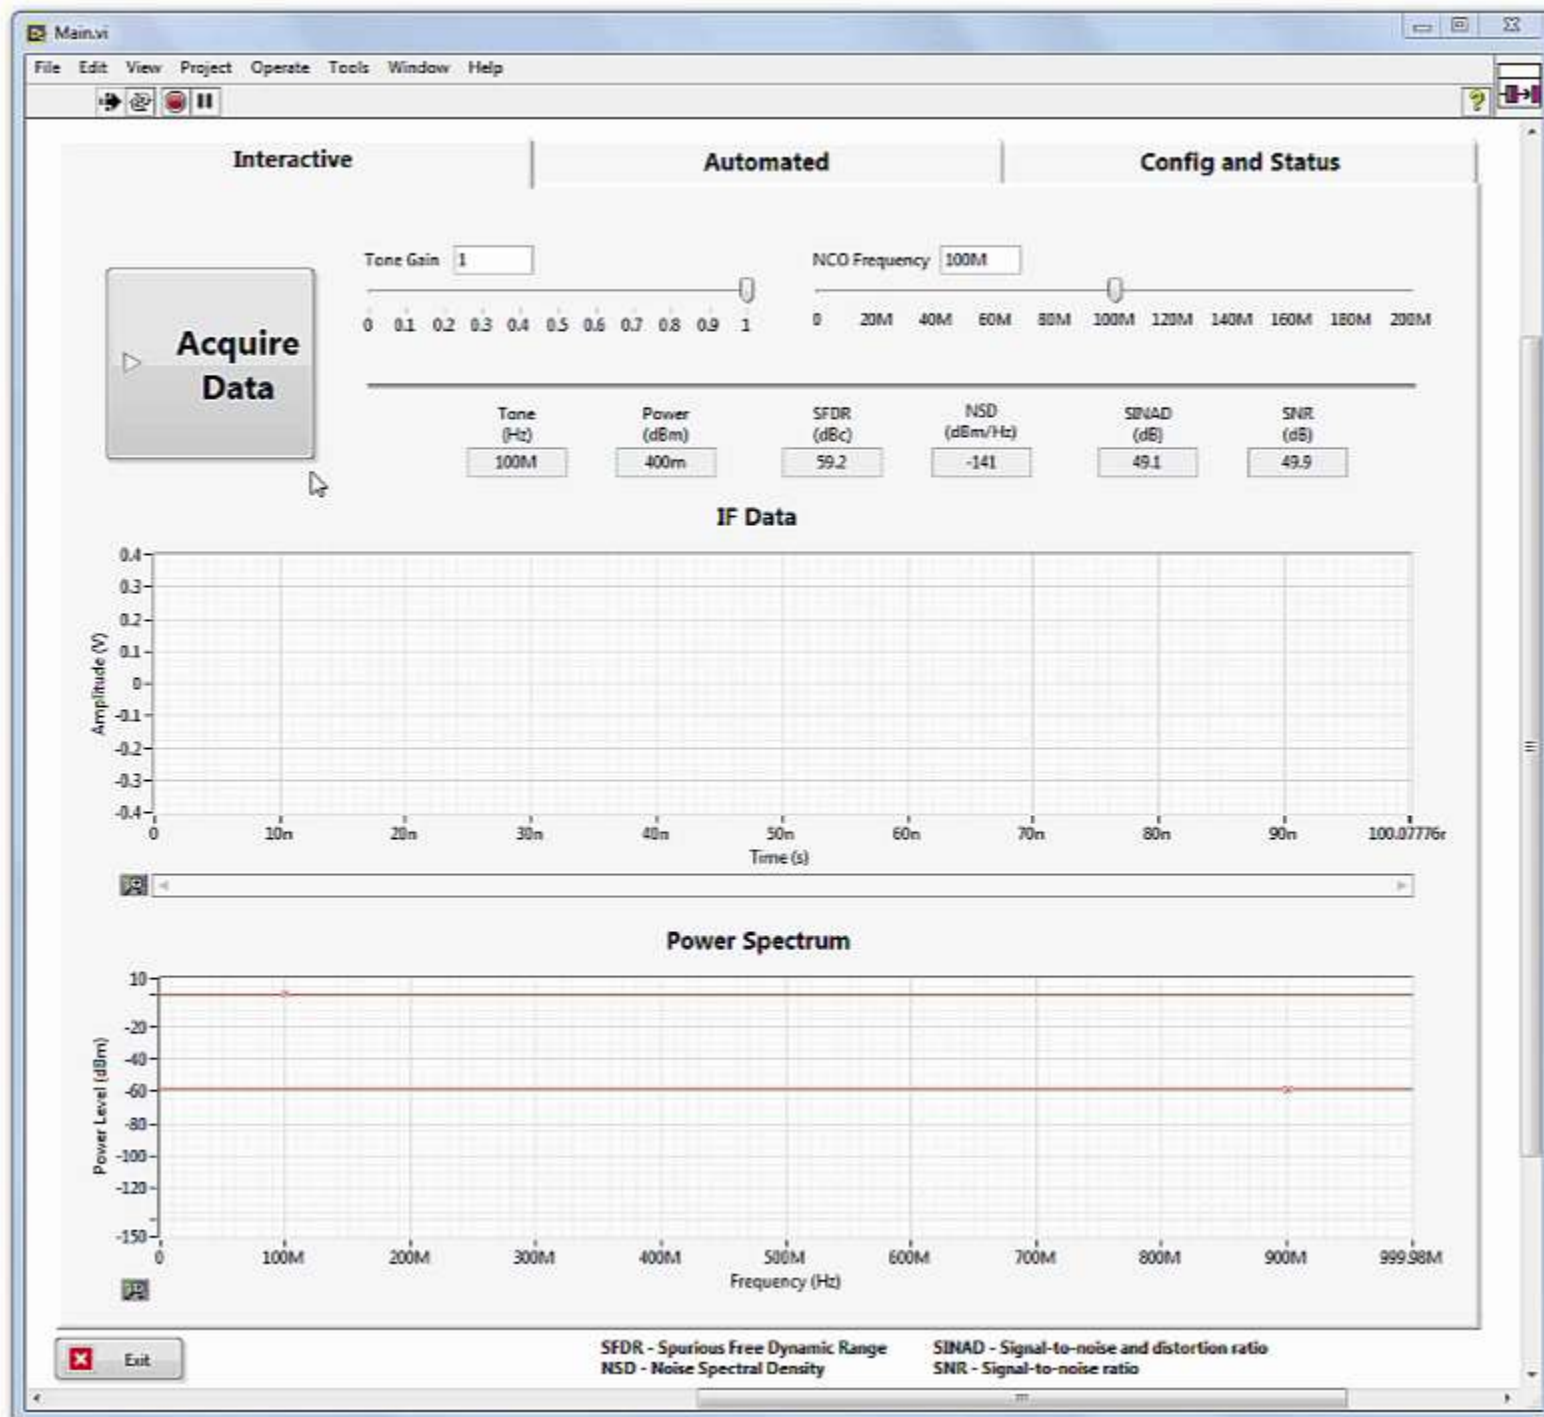 Main.vi
File Edit View Project Operate Tools Window Help
Interactive Automated Config and Status
Tone Gain 1 NCO Frequency 100M
0 0.1 0.2 0.3 0.4 0.5 0.6 0.7 0.8 0.9 1
0 20M 40M 60M 80M 100M 120M 140M 160M 180M 200M
Acquire
Data
Tone Power SFDR NSD SINAD SNR
(Hz) (dBm) (dBc) (dBm/Hz) (dB) (dB)
100M 400m 59.2 -141 49.1 49.9
IF Data
Amplitude (V)
0.4
0.3
0.2
0.1
0
-0.1
-0.2
-0.3
-0.4
0 10n 20n 30n 40n 50n 60n 70n 80n 90n 100.07776n
Time (s)
Power Spectrum
Power Level (dBm)
10
-20
-40
-60
-80
-100
-120
-150
0 100M 200M 300M 400M 500M 600M 700M 800M 900M 999.98M
Frequency (Hz)
Exit
SFDR - Spurious Free Dynamic Range SINAD - Signal-to-noise and distortion ratio
NSD - Noise Spectral Density SNR - Signal-to-noise ratio